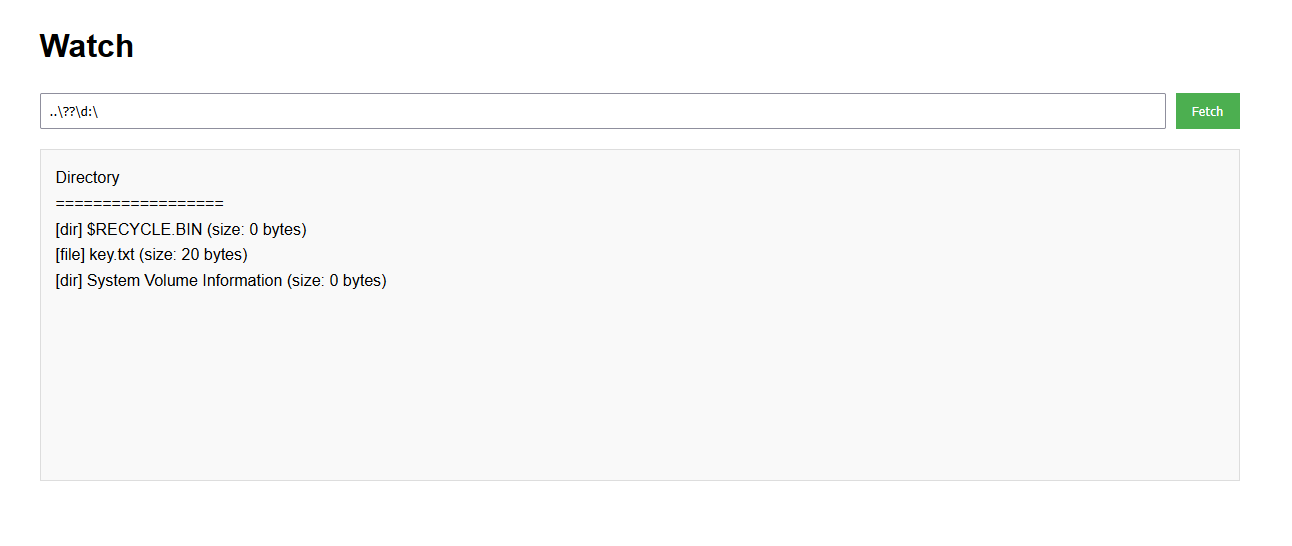 Watch
..\??\d:\
Fetch
Directory
==================
[dir] $RECYCLE.BIN (size: 0 bytes)
[file] key.txt (size: 20 bytes)
[dir] System Volume Information (size: 0 bytes)